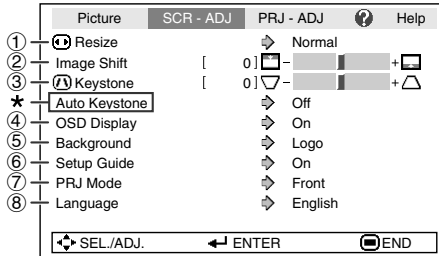 Picture SCR - ADJ PRJ - ADJ ? Help
① Resize Normal
② Image Shift [ 0 ] - +
③ Keystone [ 0 ] - +
* Auto Keystone Off
④ OSD Display On
⑤ Background Logo
⑥ Setup Guide On
⑦ PRJ Mode Front
⑧ Language English
SEL./ADJ. ENTER END